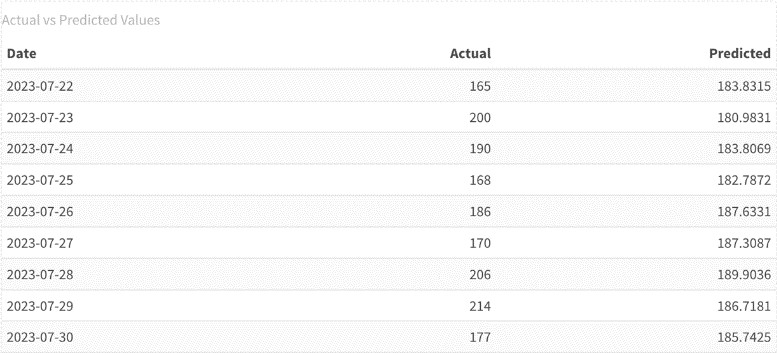 Actual vs Predicted Values
Date Actual Predicted
2023-07-22 165 183.8315
2023-07-23 200 180.9831
2023-07-24 190 183.8069
2023-07-25 168 182.7872
2023-07-26 186 187.6331
2023-07-27 170 187.3087
2023-07-28 206 189.9036
2023-07-29 214 186.7181
2023-07-30 177 185.7425